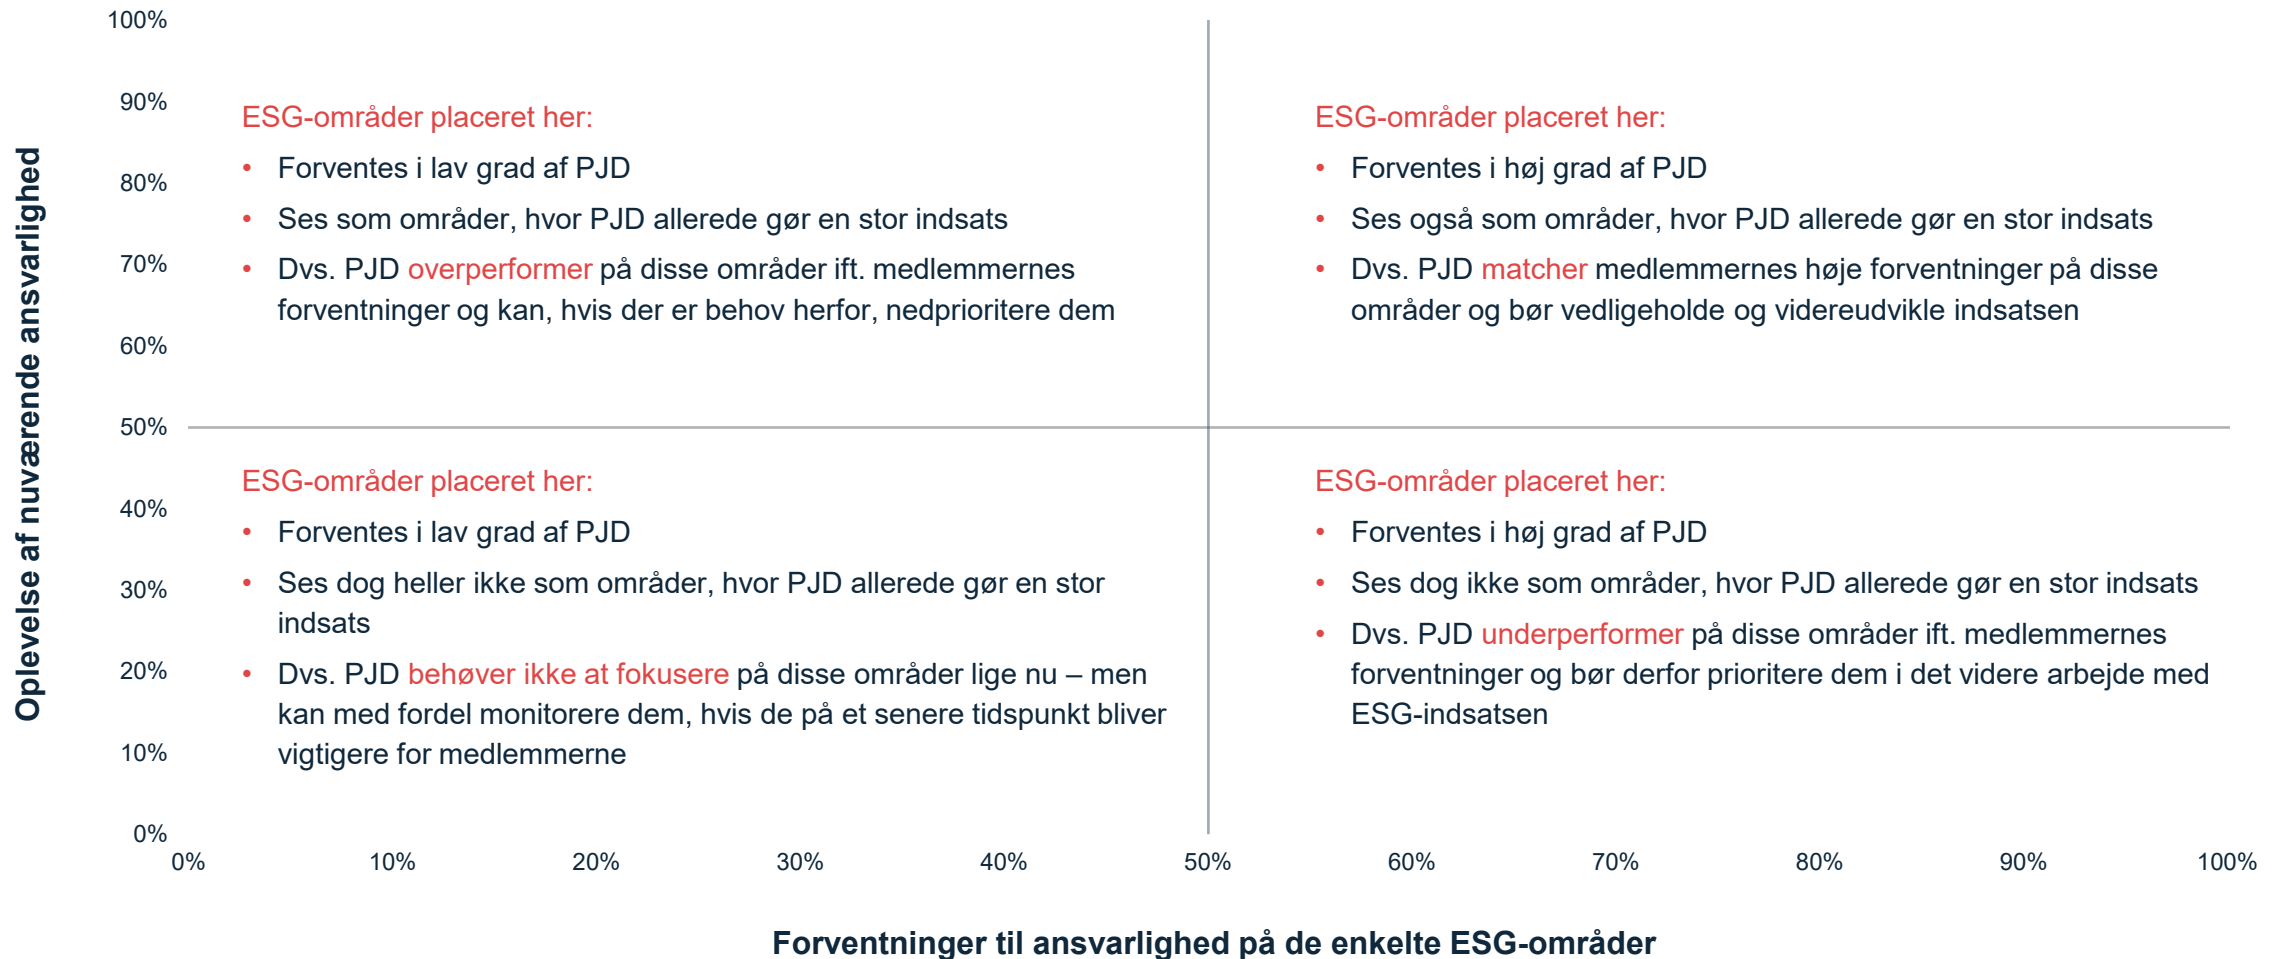 Oplevelse af nuværende ansvarlighed
100%
90%
80%
70%
60%
50%
40%
30%
20%
10%
0%
ESG-områder placeret her:
• Forventes i lav grad af PJD
• Ses som områder, hvor PJD allerede gør en stor indsats
• Dvs. PJD overperformer på disse områder ift. medlemmernes
forventninger og kan, hvis der er behov herfor, nedprioritere dem
ESG-områder placeret her:
• Forventes i høj grad af PJD
• Ses også som områder, hvor PJD allerede gør en stor indsats
• Dvs. PJD matcher medlemmernes høje forventninger på disse
områder og bør vedligeholde og videreudvikle indsatsen
ESG-områder placeret her:
• Forventes i lav grad af PJD
• Ses dog heller ikke som områder, hvor PJD allerede gør en stor
indsats
• Dvs. PJD behøver ikke at fokusere på disse områder lige nu – men
kan med fordel monitorere dem, hvis de på et senere tidspunkt bliver
vigtigere for medlemmerne
ESG-områder placeret her:
• Forventes i høj grad af PJD
• Ses dog ikke som områder, hvor PJD allerede gør en stor indsats
• Dvs. PJD underperformer på disse områder ift. medlemmernes
forventninger og bør derfor prioritere dem i det videre arbejde med
ESG-indsatsen
0% 10% 20% 30% 40% 50% 60% 70% 80% 90% 100%
Forventninger til ansvarlighed på de enkelte ESG-områder